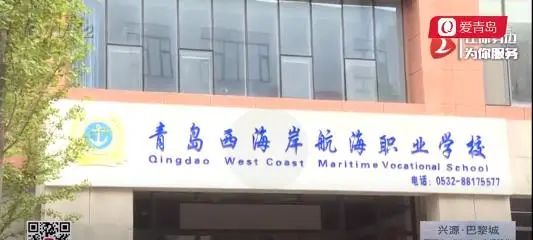 爱青岛
为你服务
青岛西海岸航海职业学校
Qingdao West Coast Maritime Vocational School
电话：0532-88175577
兴源·巴黎城